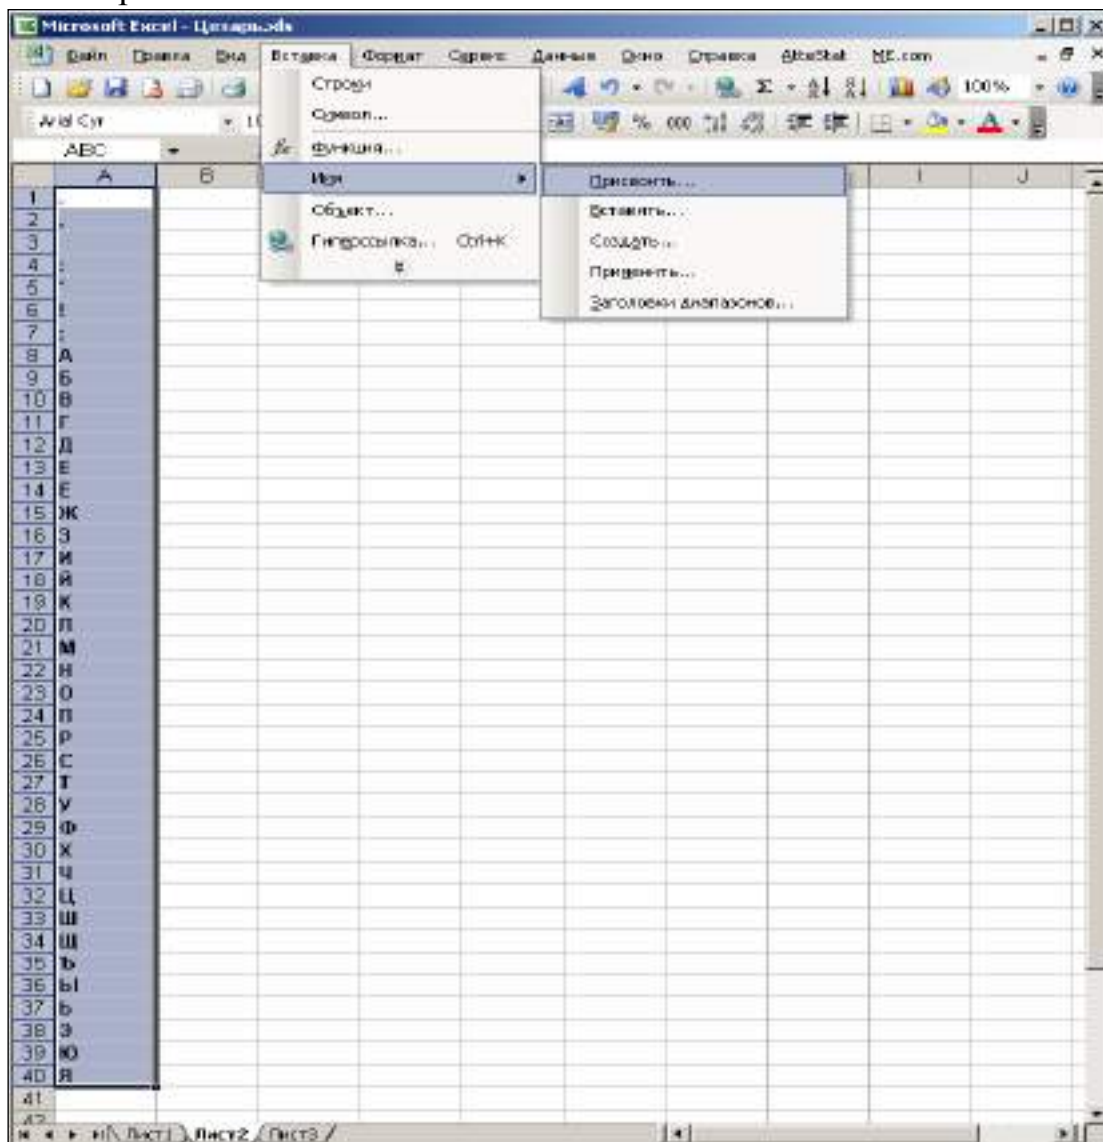 Microsoft Excel - Цезарь.xls
Файл Правка Вид Вставка Формат Сервис Данные Окно Справка AtteStat ME.com
100%
Arial Cyr 10
% 000
ABC
Строки
Символ...
fx Функция...
Имя
Объект...
Гиперссылка... Ctrl+K
Присвоить...
Вставить...
Создать...
Применить...
Заголовки диапазонов...
A B I J
1
2
3
4
5
6 !
7
8 А
9 Б
10 В
11 Г
12 Д
13 Е
14 Ё
15 Ж
16 З
17 И
18 Й
19 К
20 Л
21 М
22 Н
23 О
24 П
25 Р
26 С
27 Т
28 У
29 Ф
30 Х
31 Ч
32 Ц
33 Ш
34 Щ
35 Ъ
36 Ы
37 Ь
38 Э
39 Ю
40 Я
41
42
Лист1 Лист2 Лист3